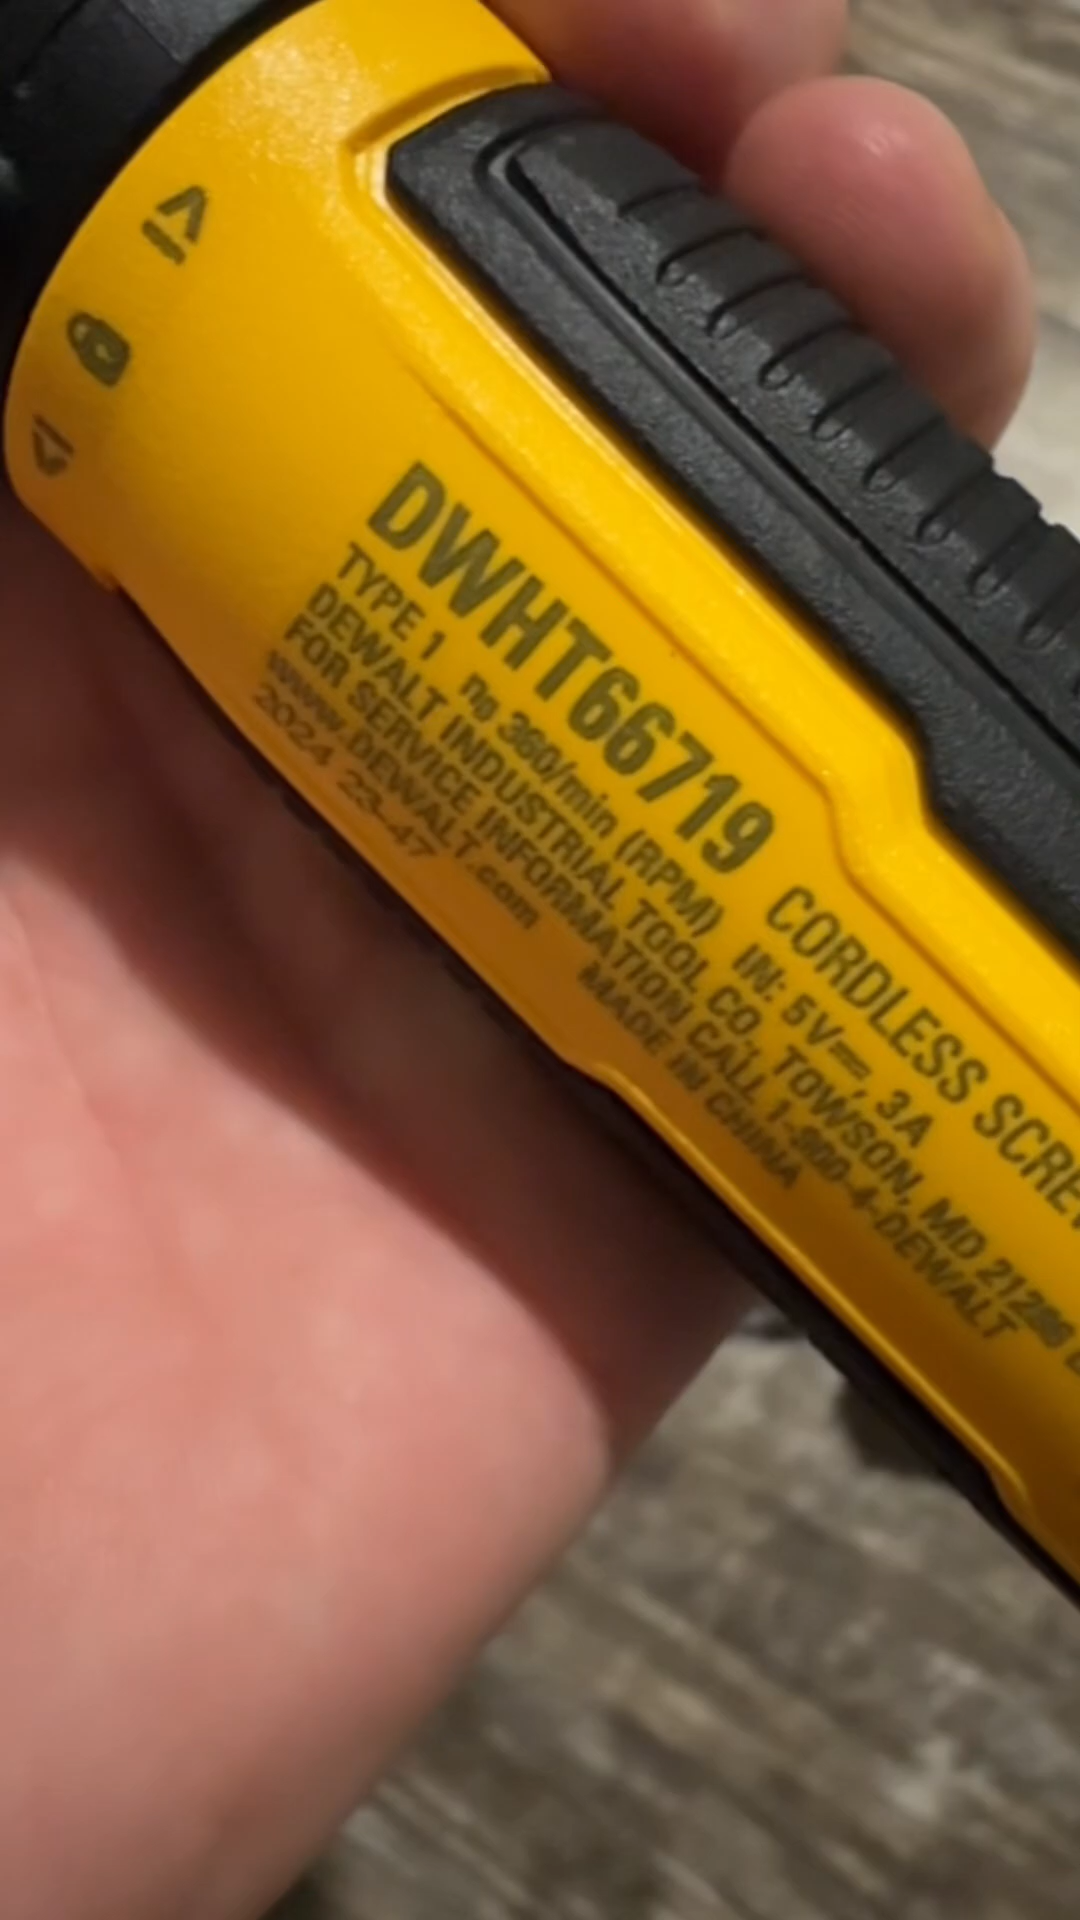 DWHT66719 CORDLESS
TYPE 1 n₀ 360/min (RPM) IN: 5V⎓, 3A
DEWALT INDUSTRIAL TOOL CO., TOWSON, MD 21286
FOR SERVICE INFORMATION CALL 1-800-4-DEWALT
www.DEWALT.com MADE IN CHINA
2024 23-47